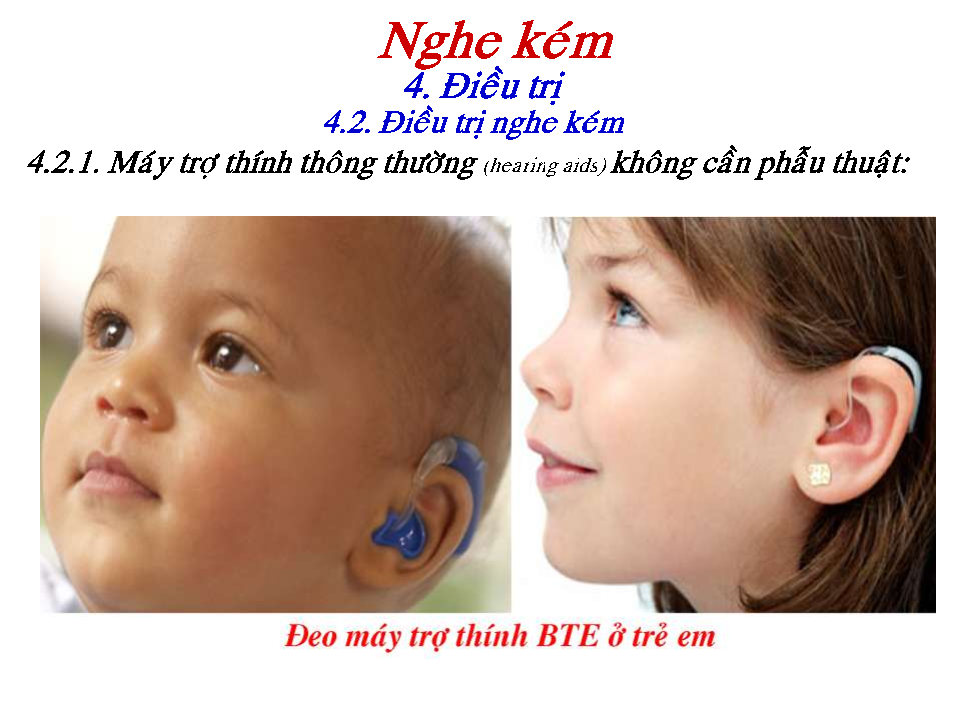 Nghe kém
4. Điều trị
4.2. Điều trị nghe kém
4.2.1. Máy trợ thính thông thường (hearing aids) không cần phẫu thuật:
Đeo máy trợ thính BTE ở trẻ em